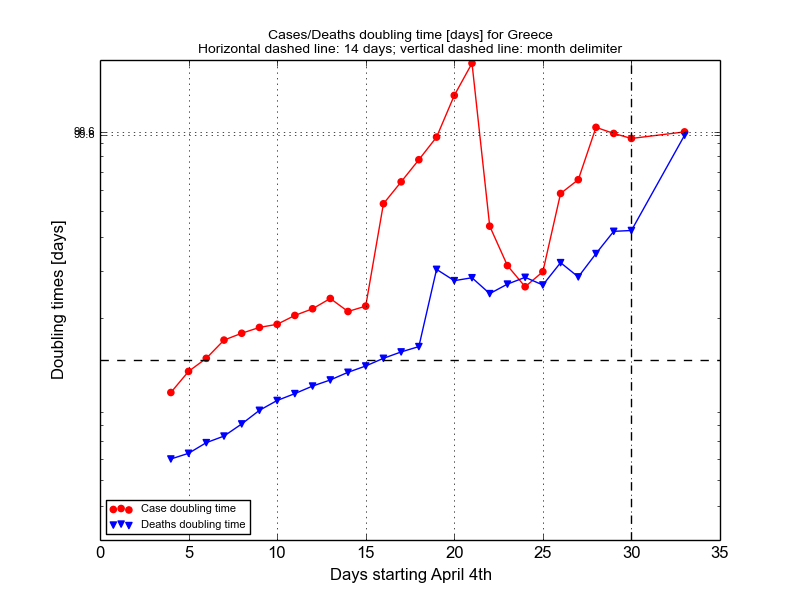 Cases/Deaths doubling time [days] for Greece
Horizontal dashed line: 14 days; vertical dashed line: month delimiter
Doubling times [days]
Case doubling time
Deaths doubling time
0 5 10 15 20 25 30 35
Days starting April 4th